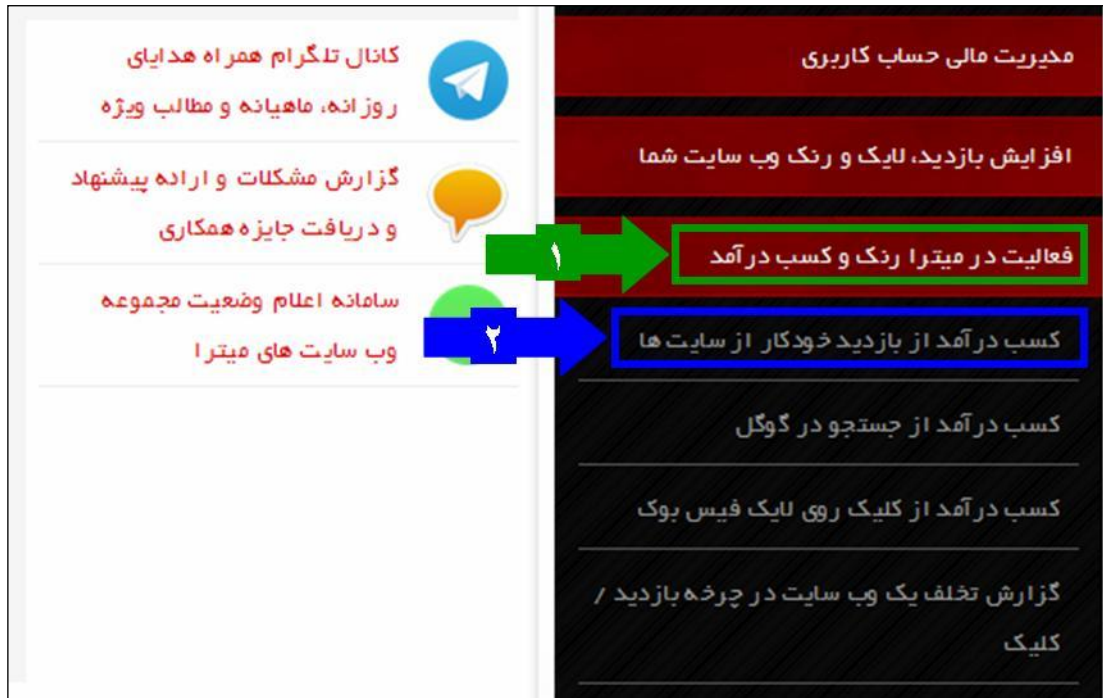 مدیریت مالی حساب کاربری
افزایش بازدید، لایک و رنک وب سایت شما
۱
فعالیت در میترا رنک و کسب درآمد
۲
کسب درآمد از بازدید خودکار از سایت ها
کسب درآمد از جستجو در گوگل
کسب درآمد از کلیک روی لایک فیس بوک
گزارش تخلف یک وب سایت در چرخه بازدید /
کلیک
کانال تلگرام همراه هدایای
روزانه، ماهیانه و مطالب ویژه
گزارش مشکلات و ارائه پیشنهاد
و دریافت جایزه همکاری
سامانه اعلام وضعیت مجموعه
وب سایت های میترا